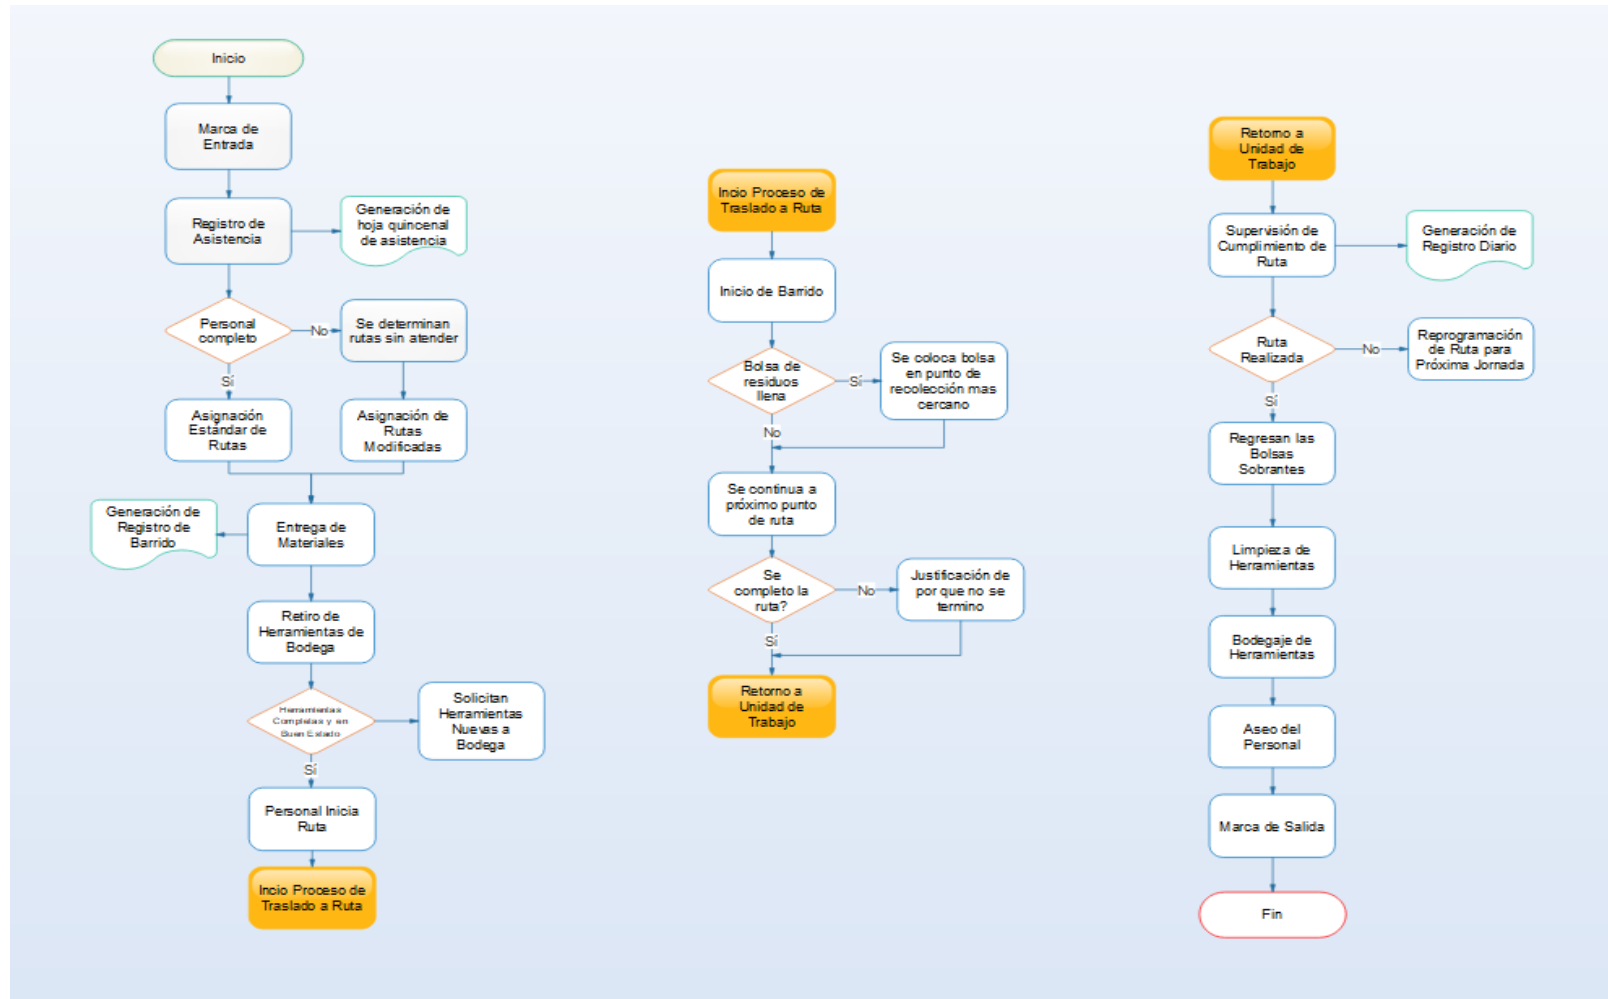 Inicio
Marca de
Entrada
Registro de
Asistencia
Generación de
hoja quincenal
de asistencia
Personal
completo
No
Se determinan
rutas sin atender
Sí
Asignación
Estándar de
Rutas
Asignación de
Rutas
Modificadas
Generación de
Registro de
Barrido
Entrega de
Materiales
Retiro de
Herramientas de
Bodega
Herramientas
Completas y en
Buen Estado
Solicitan
Herramientas
Nuevas a
Bodega
Sí
Personal Inicia
Ruta
Incio Proceso de
Traslado a Ruta
Incio Proceso de
Traslado a Ruta
Inicio de Barrido
Bolsa de
residuos
llena
Sí
Se coloca bolsa
en punto de
recolección mas
cercano
No
Se continua a
próximo punto
de ruta
Se
completo la
ruta?
No
Justificación de
por que no se
termino
Sí
Retorno a
Unidad de
Trabajo
Retorno a
Unidad de
Trabajo
Supervisión de
Cumplimiento de
Ruta
Generación de
Registro Diario
Ruta
Realizada
No
Reprogramación
de Ruta para
Próxima Jornada
Sí
Regresan las
Bolsas
Sobrantes
Limpieza de
Herramientas
Bodegaje de
Herramientas
Aseo del
Personal
Marca de Salida
Fin